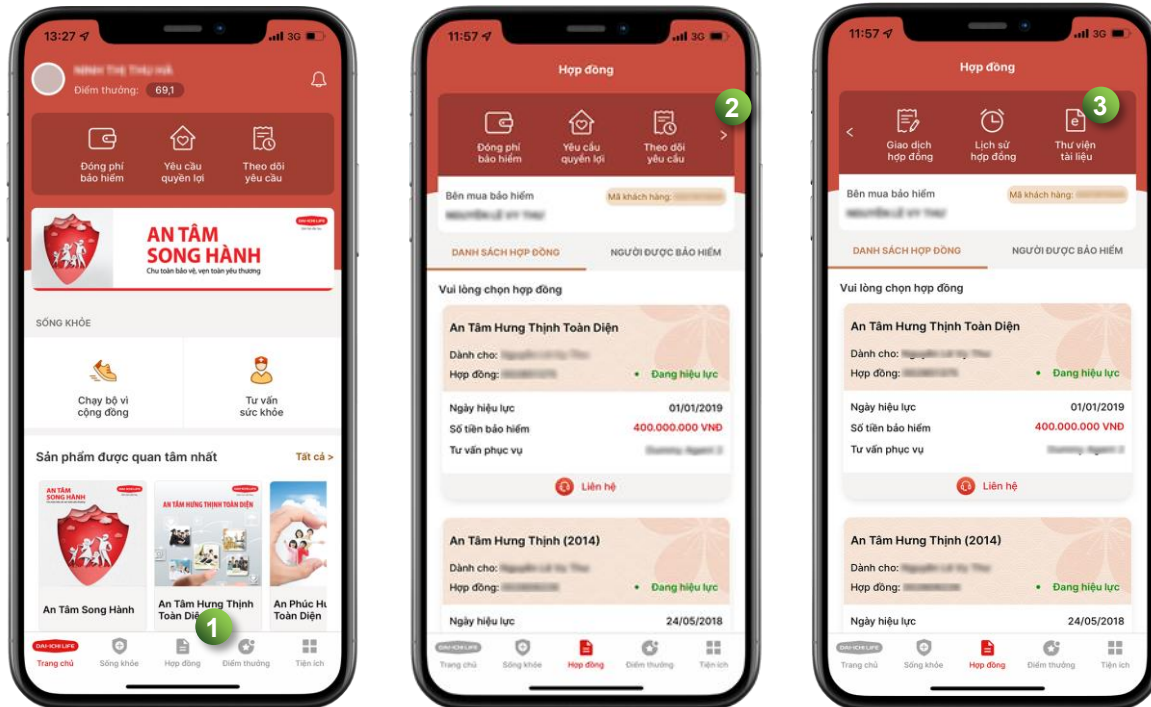 13:27
3G
Điểm thưởng: 69,1
Đóng phí
bảo hiểm
Yêu cầu
quyền lợi
Theo dõi
yêu cầu
DAI-ICHI LIFE
AN TÂM
SONG HÀNH
Chu toàn bảo vệ, vẹn toàn yêu thương
SỐNG KHỎE
Chạy bộ vì
cộng đồng
Tư vấn
sức khỏe
Sản phẩm được quan tâm nhất
Tất cả >
AN TÂM
SONG HÀNH
AN TÂM HƯNG THỊNH TOÀN DIỆN
An Tâm Song Hành
An Tâm Hưng Thịnh
Toàn Diệ
An Phúc Hư
Toàn Diện
1
DAI-ICHI LIFE
Trang chủ
Sống khỏe
Hợp đồng
Điểm thưởng
Tiện ích
11:57
3G
Hợp đồng
2
Đóng phí
bảo hiểm
Yêu cầu
quyền lợi
Theo dõi
yêu cầu
>
Bên mua bảo hiểm
Mã khách hàng:
DANH SÁCH HỢP ĐỒNG
NGƯỜI ĐƯỢC BẢO HIỂM
Vui lòng chọn hợp đồng
An Tâm Hưng Thịnh Toàn Diện
Dành cho:
Hợp đồng:
• Đang hiệu lực
Ngày hiệu lực 01/01/2019
Số tiền bảo hiểm 400.000.000 VNĐ
Tư vấn phục vụ
Liên hệ
An Tâm Hưng Thịnh (2014)
Dành cho:
Hợp đồng:
• Đang hiệu lực
Ngày hiệu lực 24/05/2018
DAI-ICHI LIFE
Trang chủ
Sống khỏe
Hợp đồng
Điểm thưởng
Tiện ích
11:57
3G
Hợp đồng
3
<
Giao dịch
hợp đồng
Lịch sử
hợp đồng
e
Thư viện
tài liệu
Bên mua bảo hiểm
Mã khách hàng:
DANH SÁCH HỢP ĐỒNG
NGƯỜI ĐƯỢC BẢO HIỂM
Vui lòng chọn hợp đồng
An Tâm Hưng Thịnh Toàn Diện
Dành cho:
Hợp đồng:
• Đang hiệu lực
Ngày hiệu lực 01/01/2019
Số tiền bảo hiểm 400.000.000 VNĐ
Tư vấn phục vụ
Liên hệ
An Tâm Hưng Thịnh (2014)
Dành cho:
Hợp đồng:
• Đang hiệu lực
Ngày hiệu lực 24/05/2018
DAI-ICHI LIFE
Trang chủ
Sống khỏe
Hợp đồng
Điểm thưởng
Tiện ích